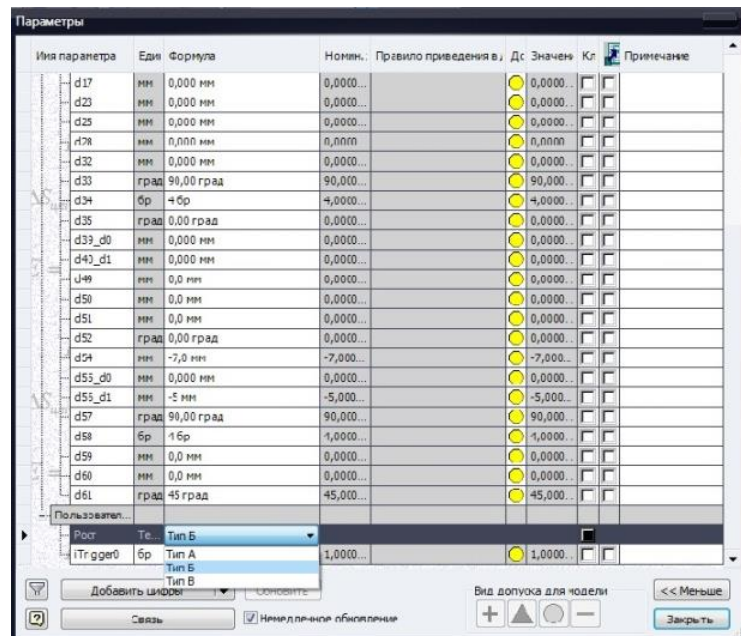 Параметры
Имя параметра Еди Формула Номин. Правило приведения в Дс Значени Кл Примечание
d17 мм 0,000 мм 0,0000... 0,0000...
d23 мм 0,000 мм 0,0000... 0,0000...
d25 мм 0,000 мм 0,0000... 0,0000...
d28 мм 0,000 мм 0,0000 0,0000
d32 мм 0,000 мм 0,0000... 0,0000...
d33 град 90,00 град 90,000... 90,000...
d34 бр 4 бр 4,0000... 4,0000...
d35 град 0,00 град 0,0000... 0,0000...
d39_d0 мм 0,000 мм 0,0000... 0,0000...
d40_d1 мм 0,000 мм 0,0000... 0,0000...
d49 мм 0,0 мм 0,0000... 0,0000...
d50 мм 0,0 мм 0,0000... 0,0000...
d51 мм 0,0 мм 0,0000... 0,0000...
d52 град 0,00 град 0,0000... 0,0000...
d54 мм -7,0 мм -7,000... -7,000...
d55_d0 мм 0,000 мм 0,0000... 0,0000...
d55_d1 мм -5 мм -5,000... -5,000...
d57 град 90,00 град 90,000... 90,000...
d58 бр 4 бр 4,0000... 4,0000...
d59 мм 0,0 мм 0,0000... 0,0000...
d60 мм 0,0 мм 0,0000... 0,0000...
d61 град 45 град 45,000... 45,000...
Пользовател...
Рост Те... Тип Б
iTrigger0 бр Тип А 1,0000... 1,0000...
Тип Б
Тип В
Добавить цифры Обновить Вид допуска для модели << Меньше
Связь Немедленное обновление Закрыть